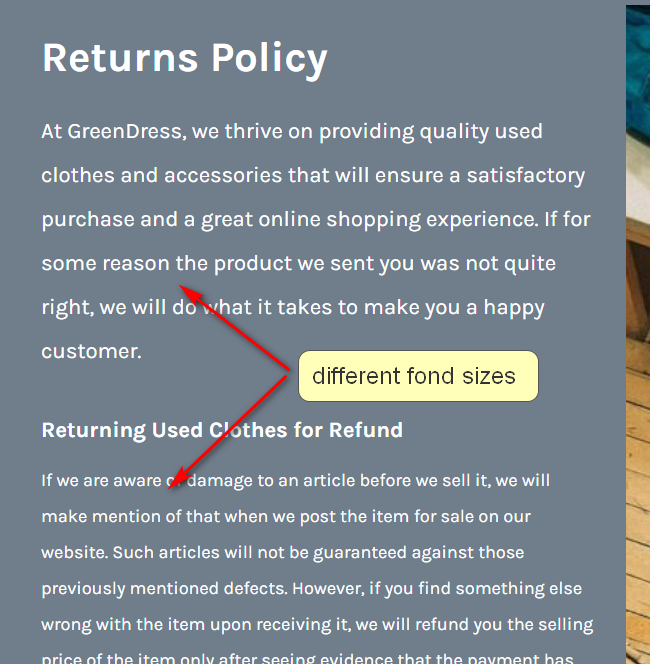 Returns Policy
At GreenDress, we thrive on providing quality used
clothes and accessories that will ensure a satisfactory
purchase and a great online shopping experience. If for
some reason the product we sent you was not quite
right, we will do what it takes to make you a happy
customer.
different fond sizes
Returning Used Clothes for Refund
If we are aware of damage to an article before we sell it, we will
make mention of that when we post the item for sale on our
website. Such articles will not be guaranteed against those
previously mentioned defects. However, if you find something else
wrong with the item upon receiving it, we will refund you the selling
price of the item only after seeing evidence that the payment has